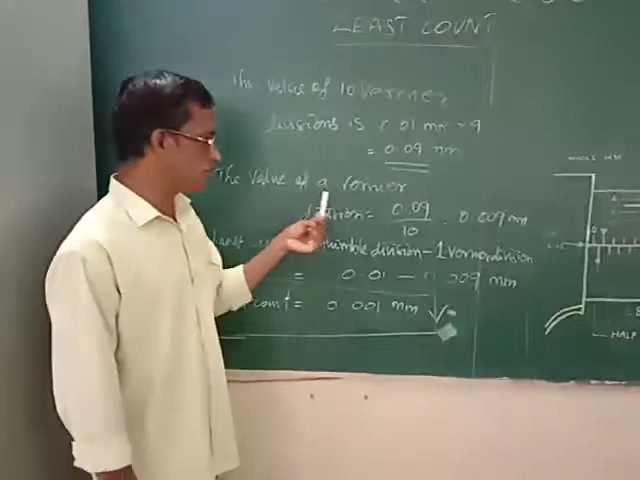 LEAST COUNT
The value of 10 Vernier
divisions is 0.01 mm × 9
= 0.09 mm
The value of a vernier
division = 0.09/10 = 0.009 mm
thimble division - 1 Vernier division
= 0.01 - 0.009 mm
= 0.001 mm
HALF